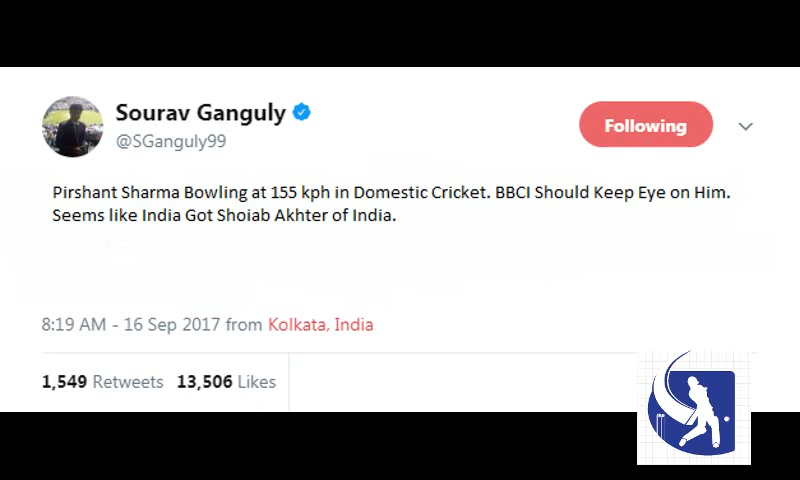 Sourav Ganguly
@SGanguly99
Following
Pirshant Sharma Bowling at 155 kph in Domestic Cricket. BBCI Should Keep Eye on Him.
Seems like India Got Shoiab Akhter of India.
8:19 AM - 16 Sep 2017 from Kolkata, India
1,549 Retweets 13,506 Likes